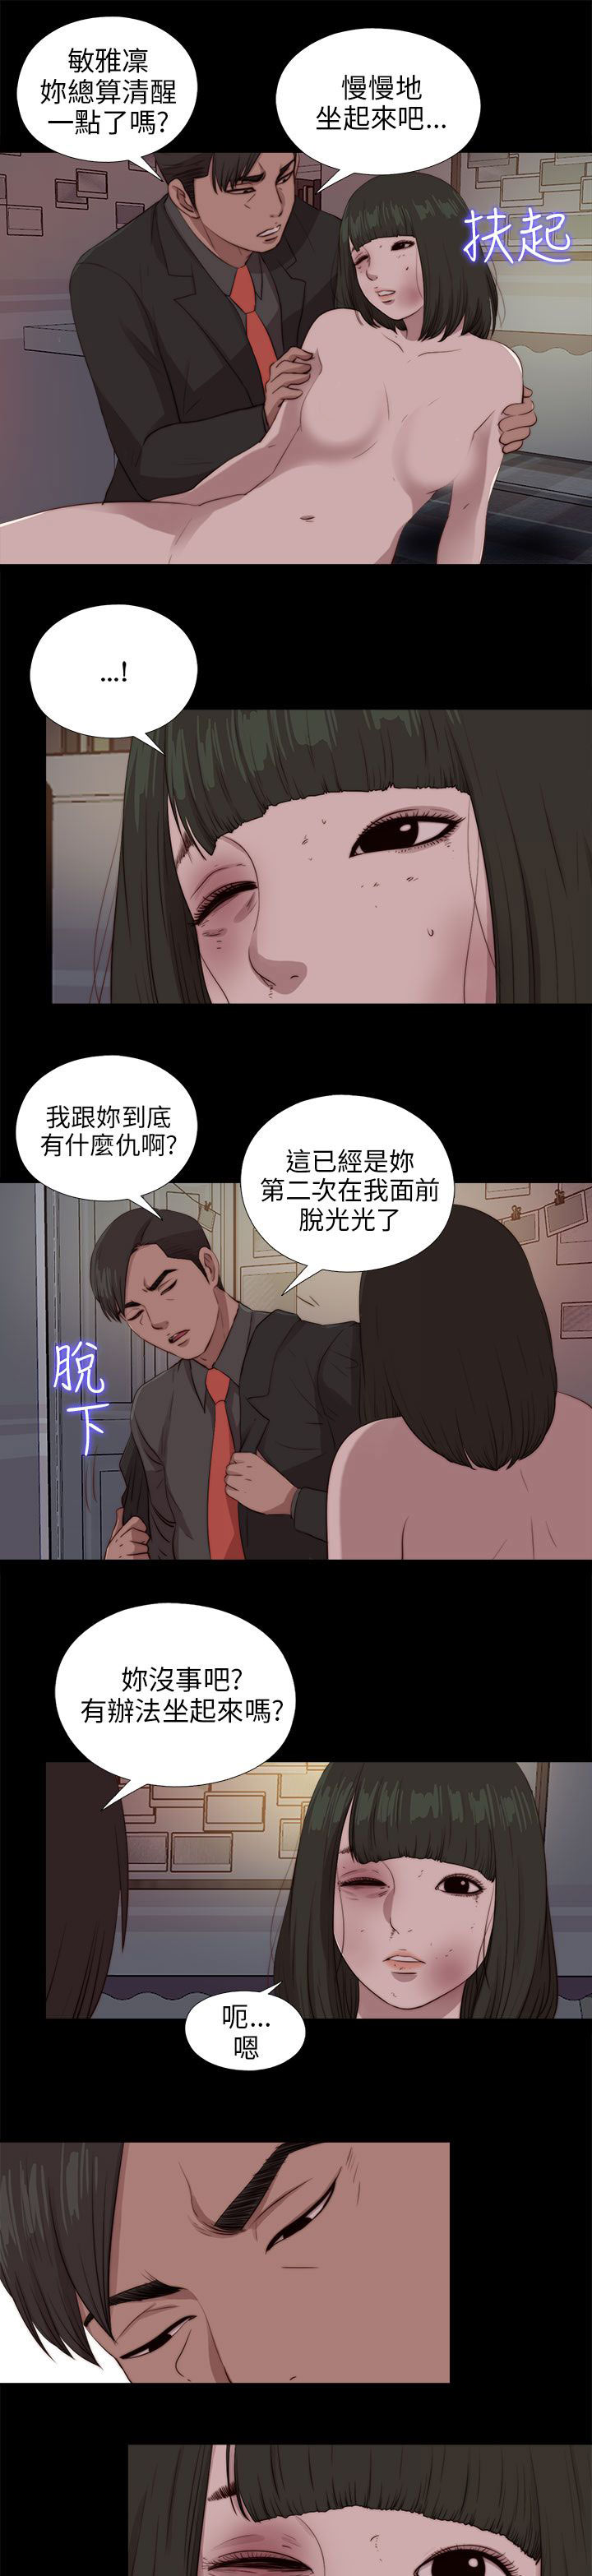 敏雅凜
妳總算清醒
一點了嗎?
慢慢地
坐起來吧...
扶起
...!
我跟妳到底
有什麼仇啊?
這已經是妳
第二次在我面前
脫光光了
脫
下
妳沒事吧?
有辦法坐起來嗎?
呃...
嗯